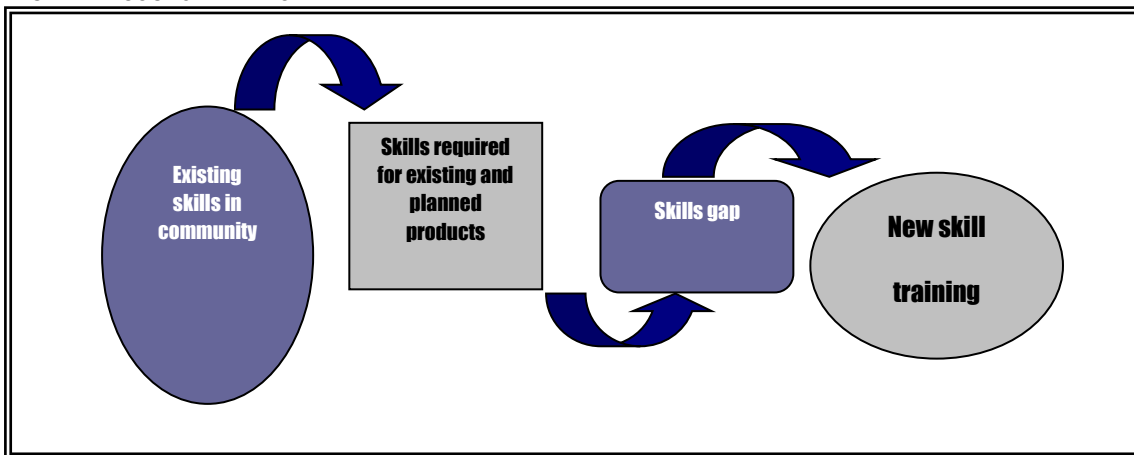 Existing
skills in
community
Skills required
for existing and
planned
products
Skills gap
New skill
training